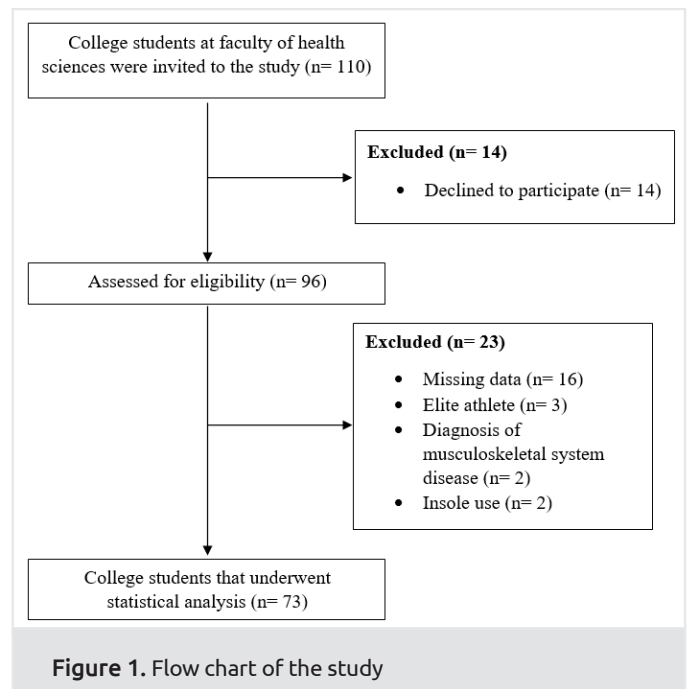 College students at faculty of health
sciences were invited to the study (n= 110)
Excluded (n= 14)
• Declined to participate (n= 14)
Assessed for eligibility (n= 96)
Excluded (n= 23)
• Missing data (n= 16)
• Elite athlete (n= 3)
• Diagnosis of
musculoskeletal system
disease (n= 2)
• Insole use (n= 2)
College students that underwent
statistical analysis (n= 73)
Figure 1. Flow chart of the study